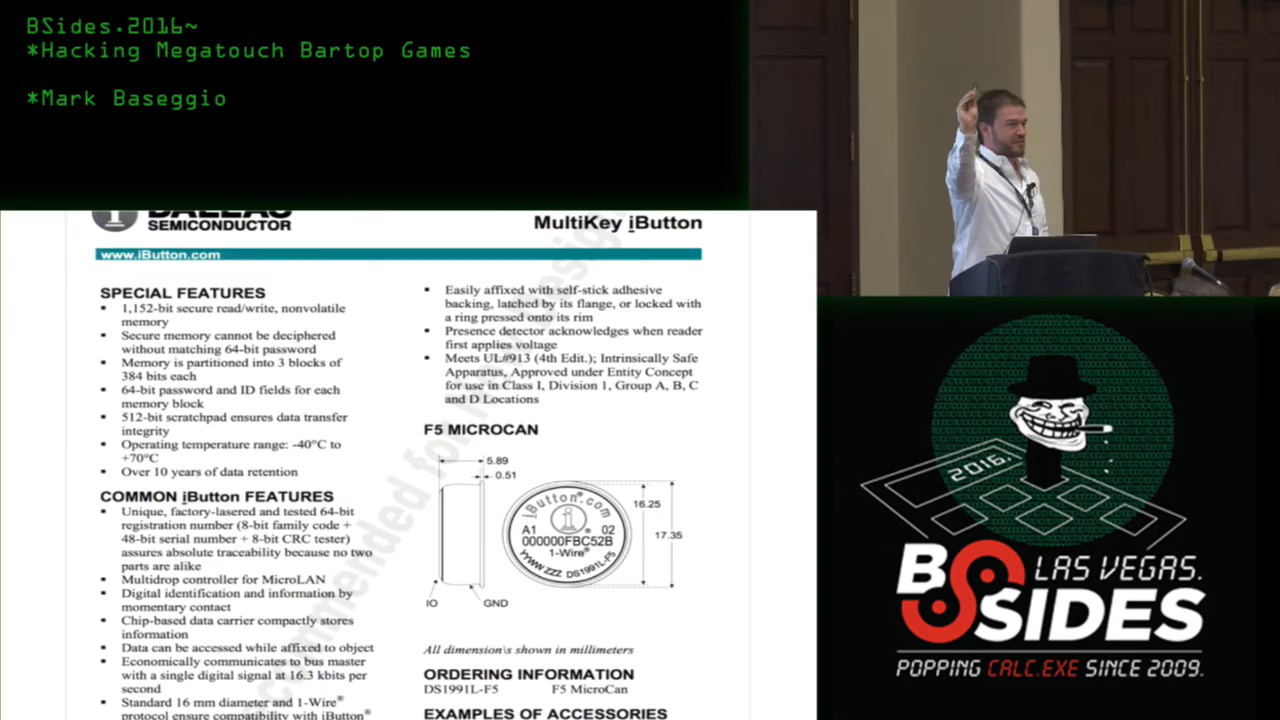 BSides.2016~
*Hacking Megatouch Bartop Games
*Mark Baseggio
DALLAS
SEMICONDUCTOR
MultiKey iButton
www.iButton.com
SPECIAL FEATURES
▪ 1,152-bit secure read/write, nonvolatile
memory
▪ Secure memory cannot be deciphered
without matching 64-bit password
▪ Memory is partitioned into 3 blocks of
384 bits each
▪ 64-bit password and ID fields for each
memory block
▪ 512-bit scratchpad ensures data transfer
integrity
▪ Operating temperature range: -40°C to
+70°C
▪ Over 10 years of data retention
COMMON iButton FEATURES
▪ Unique, factory-lasered and tested 64-bit
registration number (8-bit family code +
48-bit serial number + 8-bit CRC tester)
assures absolute traceability because no two
parts are alike
▪ Multidrop controller for MicroLAN
▪ Digital identification and information by
momentary contact
▪ Chip-based data carrier compactly stores
information
▪ Data can be accessed while affixed to object
▪ Economically communicates to bus master
with a single digital signal at 16.3 kbits per
second
▪ Standard 16 mm diameter and 1-Wire®
protocol ensure compatibility with iButton®
▪ Easily affixed with self-stick adhesive
backing, latched by its flange, or locked with
a ring pressed onto its rim
▪ Presence detector acknowledges when reader
first applies voltage
▪ Meets UL#913 (4th Edit.); Intrinsically Safe
Apparatus, Approved under Entity Concept
for use in Class I, Division 1, Group A, B, C
and D Locations
F5 MICROCAN
5.89
0.51
16.25
17.35
iButton.com
A1 ® 02
000000FBC52B
1-Wire®
YYWW ZZZ DS1991L-F5
IO
GND
All dimension\s shown in millimeters
ORDERING INFORMATION
DS1991L-F5 F5 MicroCan
EXAMPLES OF ACCESSORIES
2016.
BSIDES
LAS VEGAS.
POPPING CALC.EXE SINCE 2009.